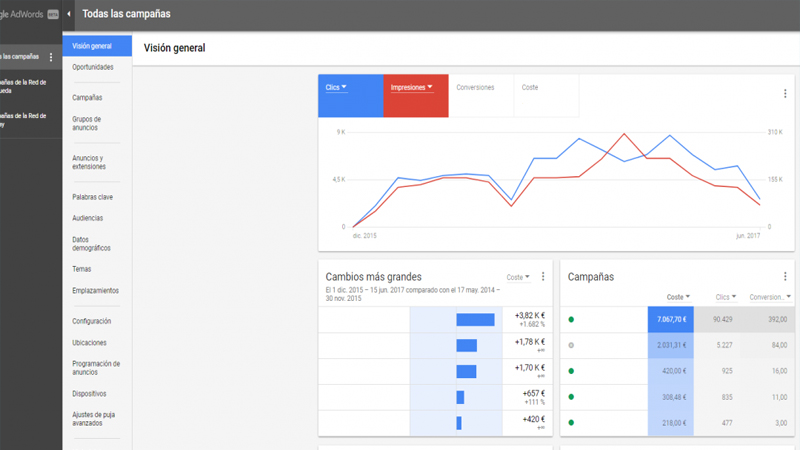 gle AdWords BETA
Todas las campañas
s las campañas
pañas de la Red de
ueda
pañas de la Red de
ay
Visión general
Oportunidades
Campañas
Grupos de
anuncios
Anuncios y
extensiones
Palabras clave
Audiencias
Datos
demográficos
Temas
Emplazamientos
Configuración
Ubicaciones
Programación de
anuncios
Dispositivos
Ajustes de puja
avanzados
Visión general
Clics
Impresiones
Conversiones
Coste
9 K
4,5 K
0
310 K
155 K
0
dic. 2015
jun. 2017
Cambios más grandes
Coste
El 1 dic. 2015 – 15 jun. 2017 comparado con el 17 may. 2014 –
30 nov. 2015
+3,82 K €
+1.682 %
+1,78 K €
+∞
+1,70 K €
+∞
+657 €
+111 %
+420 €
+∞
Campañas
Coste Clics Conversion...
7.067,70 € 90.429 392,00
2.031,31 € 5.227 84,00
420,00 € 925 16,00
308,48 € 835 11,00
218,00 € 477 3,00